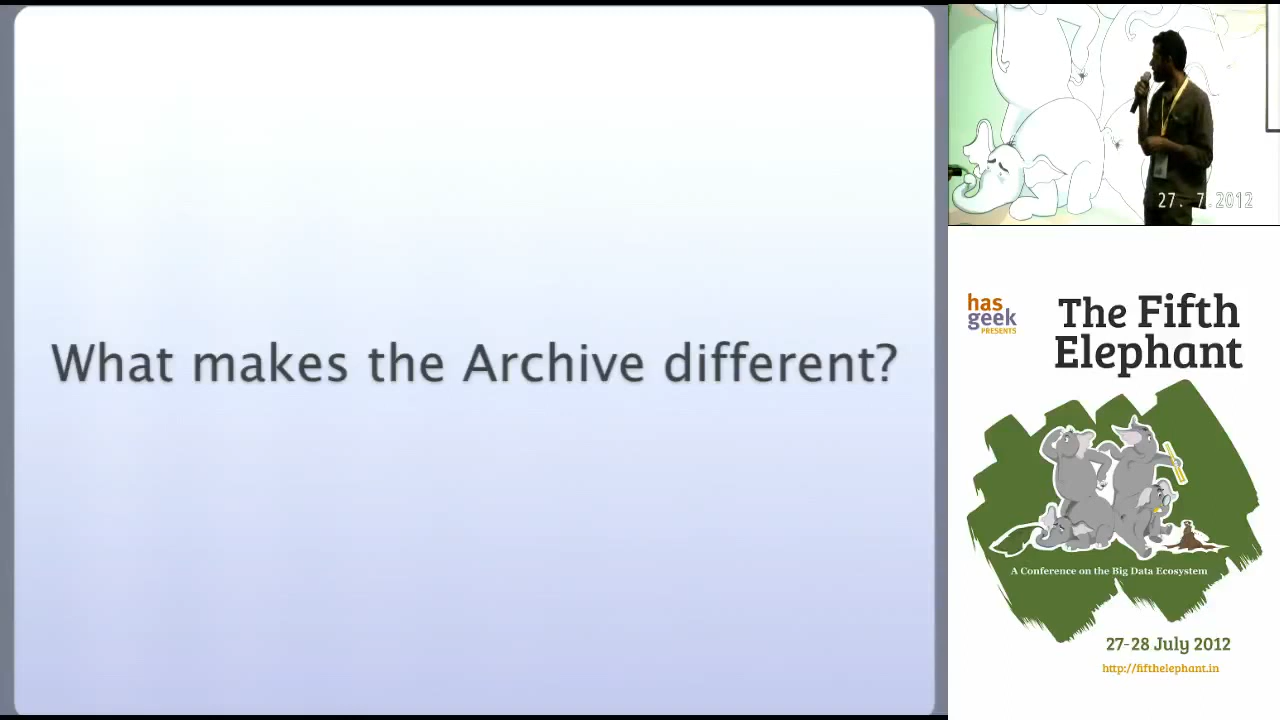 What makes the Archive different?
27. 7.2012
has
geek
PRESENTS
The Fifth
Elephant
A Conference on the Big Data Ecosystem
27-28 July 2012
http://fifthelephant.in